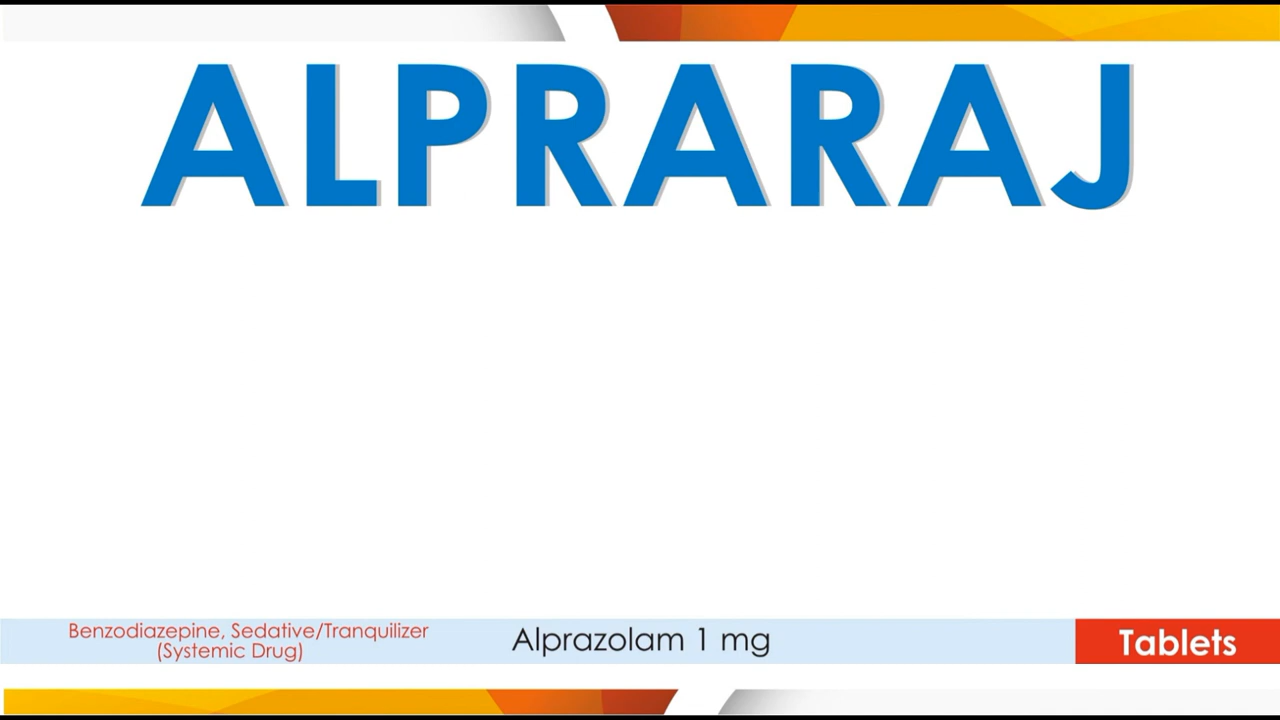 ALPRARAJ
Benzodiazepine, Sedative/Tranquilizer
(Systemic Drug)
Alprazolam 1 mg
Tablets